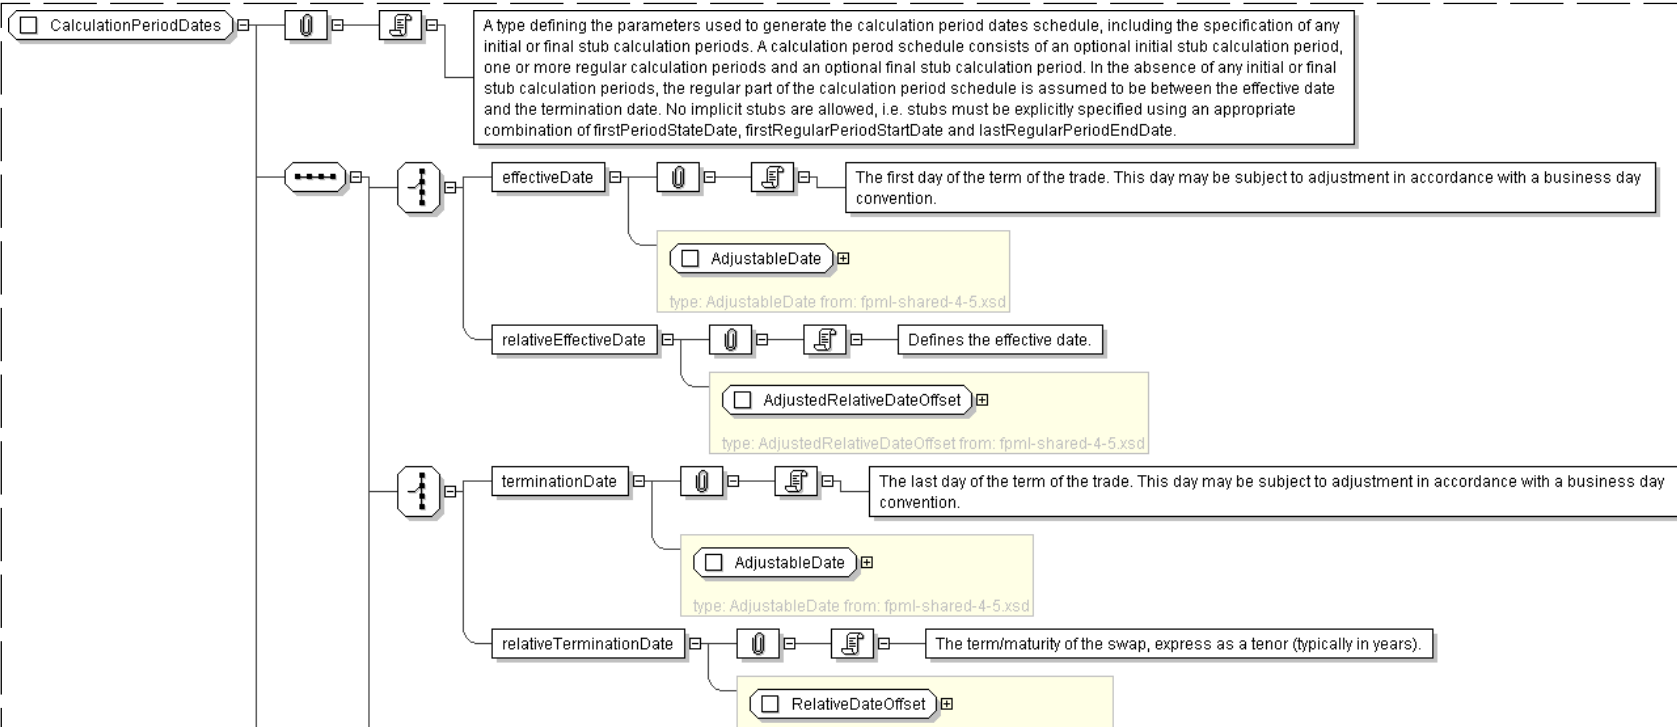 CalculationPeriodDates
A type defining the parameters used to generate the calculation period dates schedule, including the specification of any
initial or final stub calculation periods. A calculation perod schedule consists of an optional initial stub calculation period,
one or more regular calculation periods and an optional final stub calculation period. In the absence of any initial or final
stub calculation periods, the regular part of the calculation period schedule is assumed to be between the effective date
and the termination date. No implicit stubs are allowed, i.e. stubs must be explicitly specified using an appropriate
combination of firstPeriodStateDate, firstRegularPeriodStartDate and lastRegularPeriodEndDate.
effectiveDate
The first day of the term of the trade. This day may be subject to adjustment in accordance with a business day
convention.
AdjustableDate
type: AdjustableDate from: fpml-shared-4-5.xsd
relativeEffectiveDate
Defines the effective date.
AdjustedRelativeDateOffset
type: AdjustedRelativeDateOffset from: fpml-shared-4-5.xsd
terminationDate
The last day of the term of the trade. This day may be subject to adjustment in accordance with a business day
convention.
AdjustableDate
type: AdjustableDate from: fpml-shared-4-5.xsd
relativeTerminationDate
The term/maturity of the swap, express as a tenor (typically in years).
RelativeDateOffset